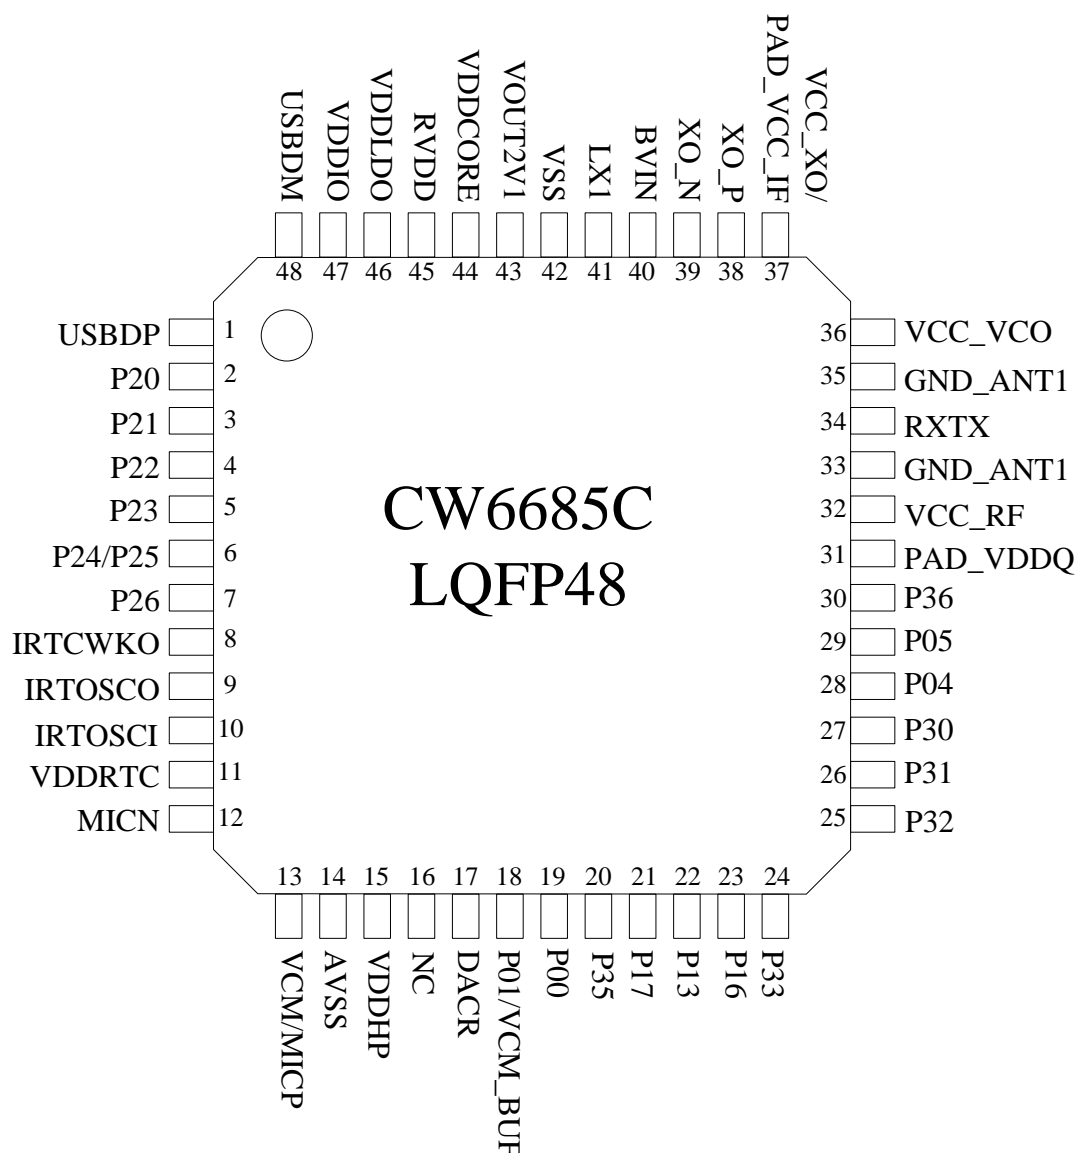 USBDM
VDDIO
VDDLDO
RVDD
VDDCORE
VOUT2V1
VSS
LX1
BVIN
XO_N
XO_P
VCC_XO/
PAD_VCC_IF
48 47 46 45 44 43 42 41 40 39 38 37
USBDP 1
P20 2
P21 3
P22 4
P23 5
P24/P25 6
P26 7
IRTCWKO 8
IRTOSCO 9
IRTOSCI 10
VDDRTC 11
MICN 12
CW6685C
LQFP48
36 VCC_VCO
35 GND_ANT1
34 RXTX
33 GND_ANT1
32 VCC_RF
31 PAD_VDDQ
30 P36
29 P05
28 P04
27 P30
26 P31
25 P32
13 14 15 16 17 18 19 20 21 22 23 24
VCM/MICP
AVSS
VDDHP
NC
DACR
P01/VCM_BUF
P00
P35
P17
P13
P16
P33